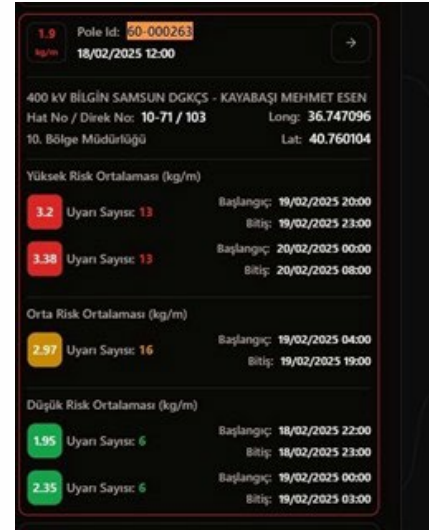 1.9 kg/m Pole Id: 60-000263
18/02/2025 12:00
400 kV BİLGİN SAMSUN DGKÇS - KAYABAŞI MEHMET ESEN
Hat No / Direk No: 10-71 / 103 Long: 36.747096
10. Bölge Müdürlüğü Lat: 40.760104
Yüksek Risk Ortalaması (kg/m)
3.2 Uyarı Sayısı: 13 Başlangıç: 19/02/2025 20:00
Bitiş: 19/02/2025 23:00
3.38 Uyarı Sayısı: 13 Başlangıç: 20/02/2025 00:00
Bitiş: 20/02/2025 08:00
Orta Risk Ortalaması (kg/m)
2.97 Uyarı Sayısı: 16 Başlangıç: 19/02/2025 04:00
Bitiş: 19/02/2025 19:00
Düşük Risk Ortalaması (kg/m)
1.95 Uyarı Sayısı: 6 Başlangıç: 18/02/2025 22:00
Bitiş: 18/02/2025 23:00
2.35 Uyarı Sayısı: 6 Başlangıç: 19/02/2025 00:00
Bitiş: 19/02/2025 03:00